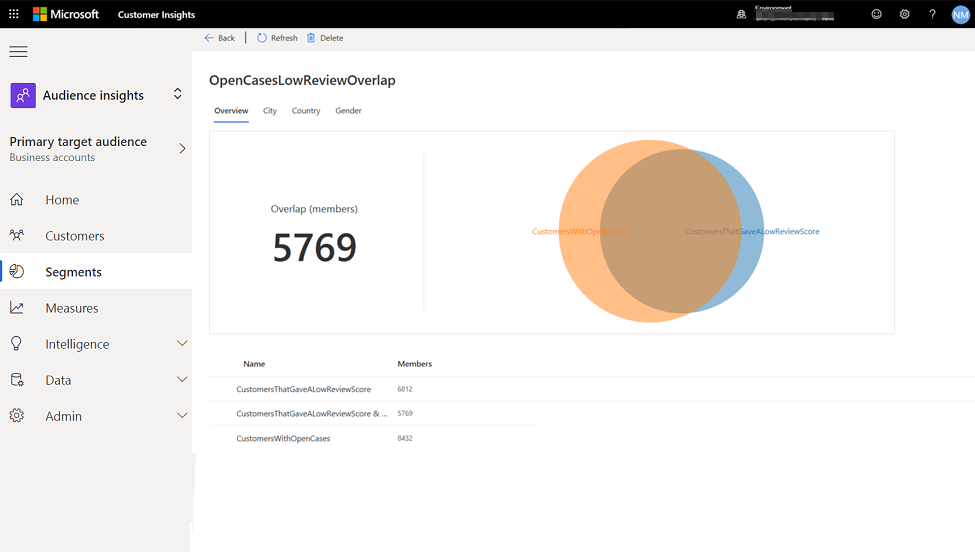 Microsoft Customer Insights
Environment
? NM
Back Refresh Delete
Audience insights
Primary target audience
Business accounts
Home
Customers
Segments
Measures
Intelligence
Data
Admin
OpenCasesLowReviewOverlap
Overview City Country Gender
Overlap (members)
5769
CustomersWithOpenCases
CustomersThatGaveALowReviewScore
Name Members
CustomersThatGaveALowReviewScore 6812
CustomersThatGaveALowReviewScore & ... 5769
CustomersWithOpenCases 8432